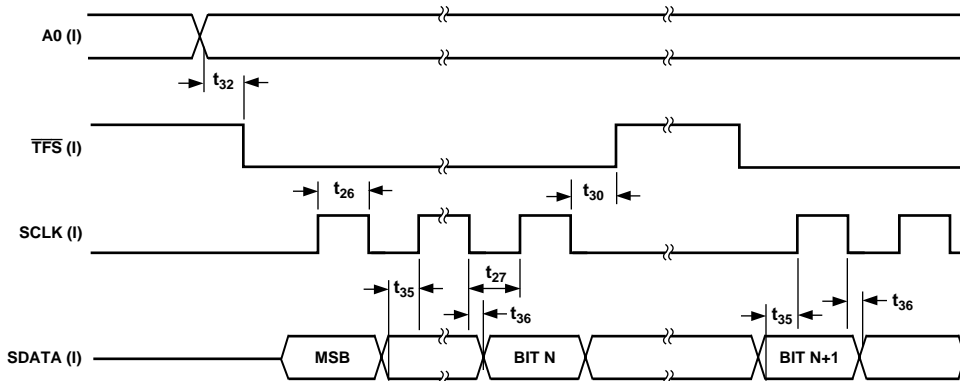 A0 (I)
t32
TFS (I)
t26
t30
SCLK (I)
t27
t35
t36
t35
t36
SDATA (I)
MSB
BIT N
BIT N+1